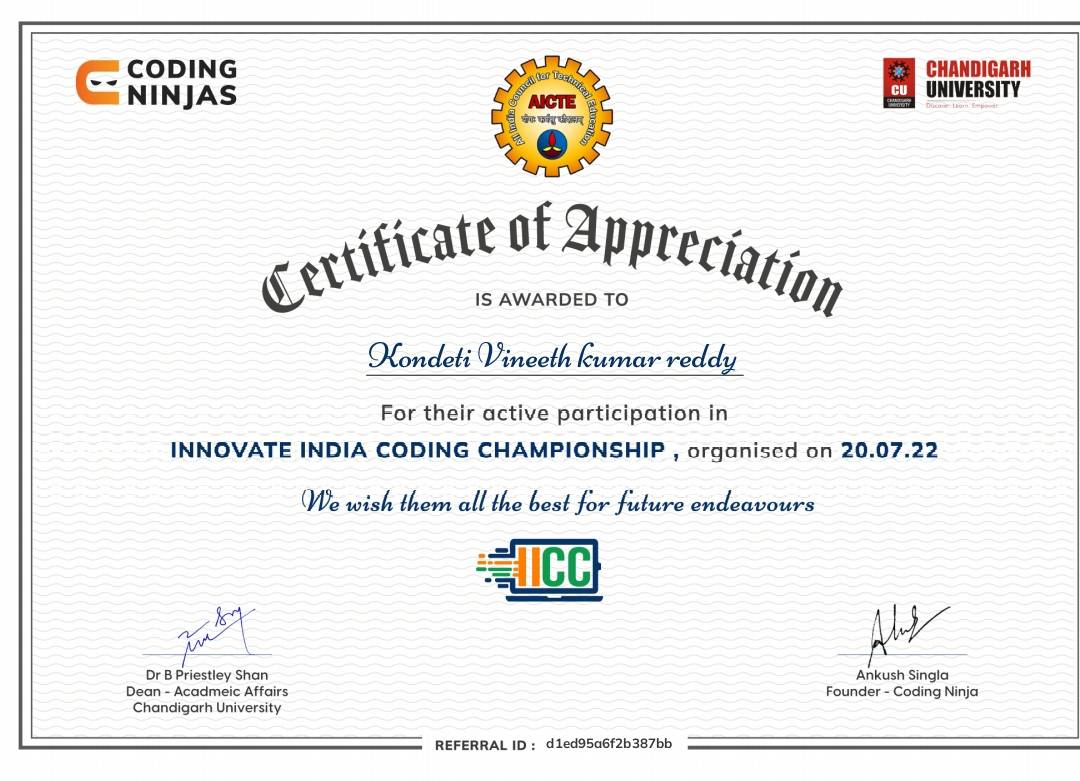 CODING
NINJAS
All India Council for Technical Education
AICTE
योगः कर्मसु कौशलम्
CU
CHANDIGARH
UNIVERSITY
CHANDIGARH
UNIVERSITY
Discover. Learn. Empower.
Certificate of Appreciation
IS AWARDED TO
Kondeti Vineeth kumar reddy
For their active participation in
INNOVATE INDIA CODING CHAMPIONSHIP , organised on 20.07.22
We wish them all the best for future endeavours
IICC
Dr B Priestley Shan
Dean - Acadmeic Affairs
Chandigarh University
Ankush Singla
Founder - Coding Ninja
REFERRAL ID : d1ed95a6f2b387bb